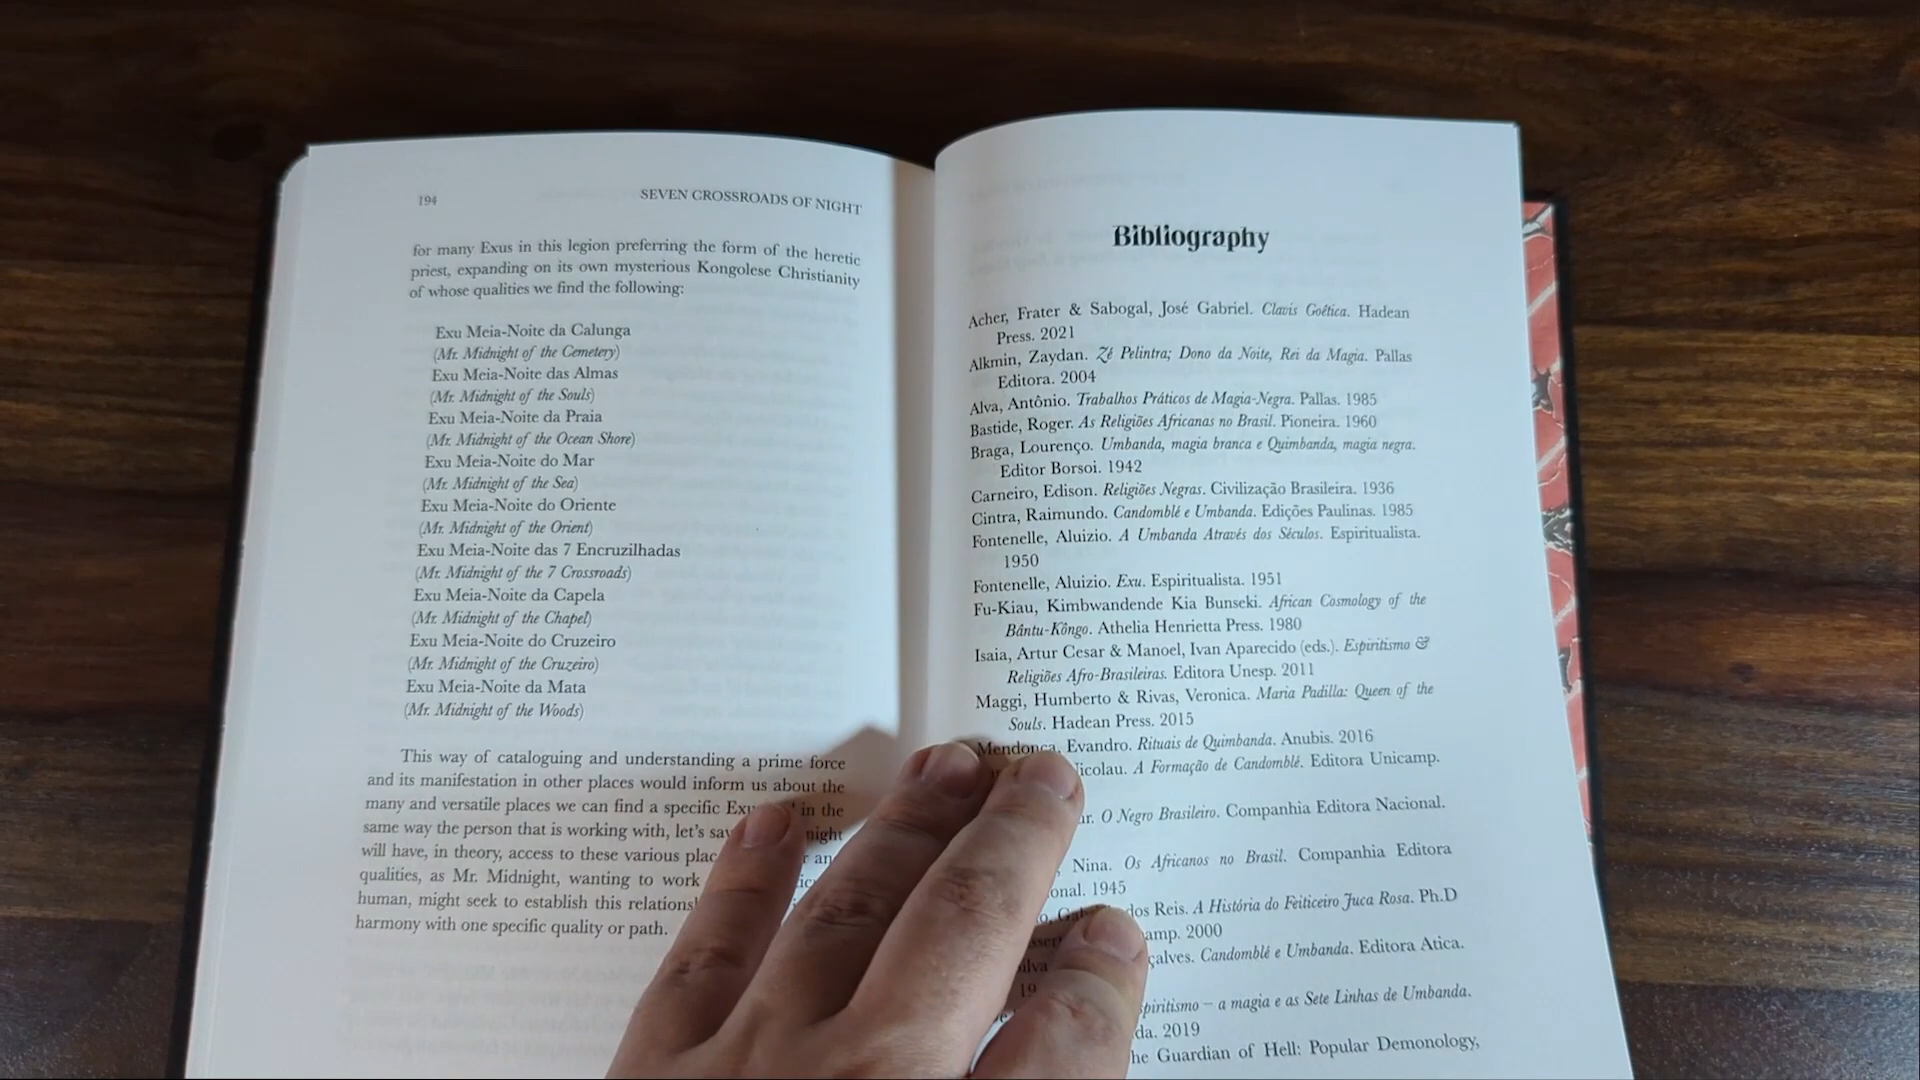 194
SEVEN CROSSROADS OF NIGHT
for many Exus in this legion preferring the form of the heretic
priest, expanding on its own mysterious Kongolese Christianity
of whose qualities we find the following:
Exu Meia-Noite da Calunga
(Mr. Midnight of the Cemetery)
Exu Meia-Noite das Almas
(Mr. Midnight of the Souls)
Exu Meia-Noite da Praia
(Mr. Midnight of the Ocean Shore)
Exu Meia-Noite do Mar
(Mr. Midnight of the Sea)
Exu Meia-Noite do Oriente
(Mr. Midnight of the Orient)
Exu Meia-Noite das 7 Encruzilhadas
(Mr. Midnight of the 7 Crossroads)
Exu Meia-Noite da Capela
(Mr. Midnight of the Chapel)
Exu Meia-Noite do Cruzeiro
(Mr. Midnight of the Cruzeiro)
Exu Meia-Noite da Mata
(Mr. Midnight of the Woods)
This way of cataloguing and understanding a prime force
and its manifestation in other places would inform us about the
many and versatile places we can find a specific in the
same way the person that is working with, let's
will have, in theory, access to these various
qualities, as Mr. Midnight, wanting to work
human, might seek to establish this
harmony with one specific quality or path.
Bibliography
Acher, Frater & Sabogal, José Gabriel. Clavis Goêtica. Hadean
Press. 2021
Alkmin, Zaydan. Zé Pelintra; Dono da Noite, Rei da Magia. Pallas
Editora. 2004
Alva, Antônio. Trabalhos Práticos de Magia-Negra. Pallas. 1985
Bastide, Roger. As Religiões Africanas no Brasil. Pioneira. 1960
Braga, Lourenço. Umbanda, magia branca e Quimbanda, magia negra.
Editor Borsoi. 1942
Carneiro, Edison. Religiões Negras. Civilização Brasileira. 1936
Cintra, Raimundo. Candomblé e Umbanda. Edições Paulinas. 1985
Fontenelle, Aluizio. A Umbanda Através dos Séculos. Espiritualista.
1950
Fontenelle, Aluizio. Exu. Espiritualista. 1951
Fu-Kiau, Kimbwandende Kia Bunseki. African Cosmology of the
Bântu-Kôngo. Athelia Henrietta Press. 1980
Isaia, Artur Cesar & Manoel, Ivan Aparecido (eds.). Espiritismo &
Religiões Afro-Brasileiras. Editora Unesp. 2011
Maggi, Humberto & Rivas, Veronica. Maria Padilla: Queen of the
Souls. Hadean Press. 2015
Mendonça, Evandro. Rituais de Quimbanda. Anubis. 2016
A Formação de Candomblé. Editora Unicamp.
O Negro Brasileiro. Companhia Editora Nacional.
Nina. Os Africanos no Brasil. Companhia Editora
1945
dos Reis. A História do Feiticeiro Juca Rosa. Ph.D
2000
Candomblé e Umbanda. Editora Atica.
– a magia e as Sete Linhas de Umbanda.
2019
Guardian of Hell: Popular Demonology,